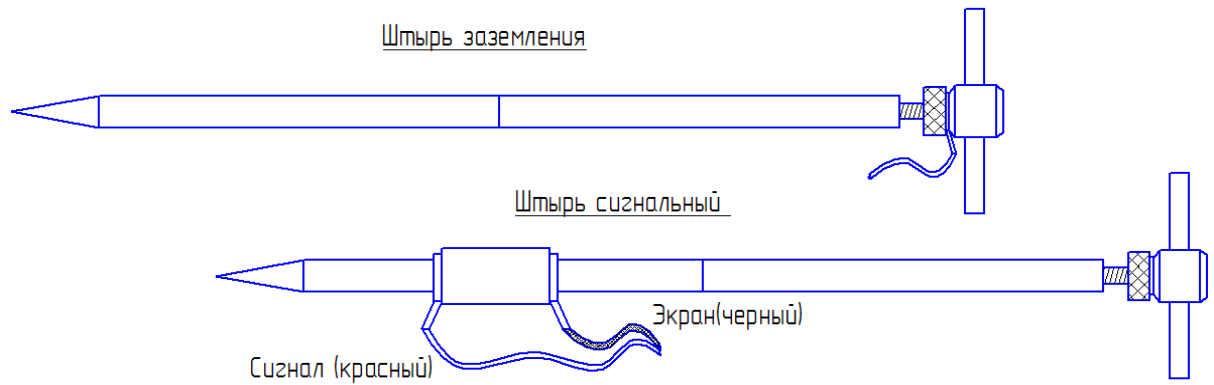 Штырь заземления
Штырь сигнальный
Экран(черный)
Сигнал (красный)